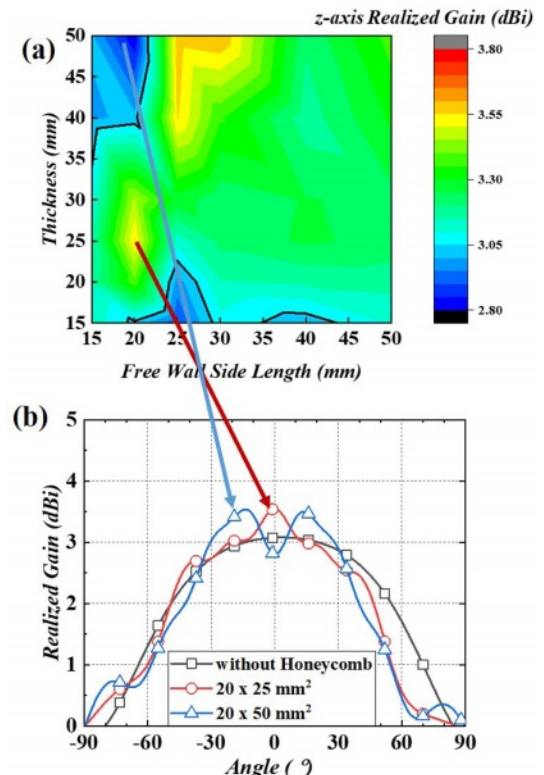 z-axis Realized Gain (dBi)
(a)
50
45
40
35
30
25
20
15
Thickness (mm)
15 20 25 30 35 40 45 50
Free Wall Side Length (mm)
3.80
3.55
3.30
3.05
2.80
(b)
5
4
3
2
1
0
Realized Gain (dBi)
without Honeycomb
20 x 25 mm²
20 x 50 mm²
-90 -60 -30 0 30 60 90
Angle ( °)